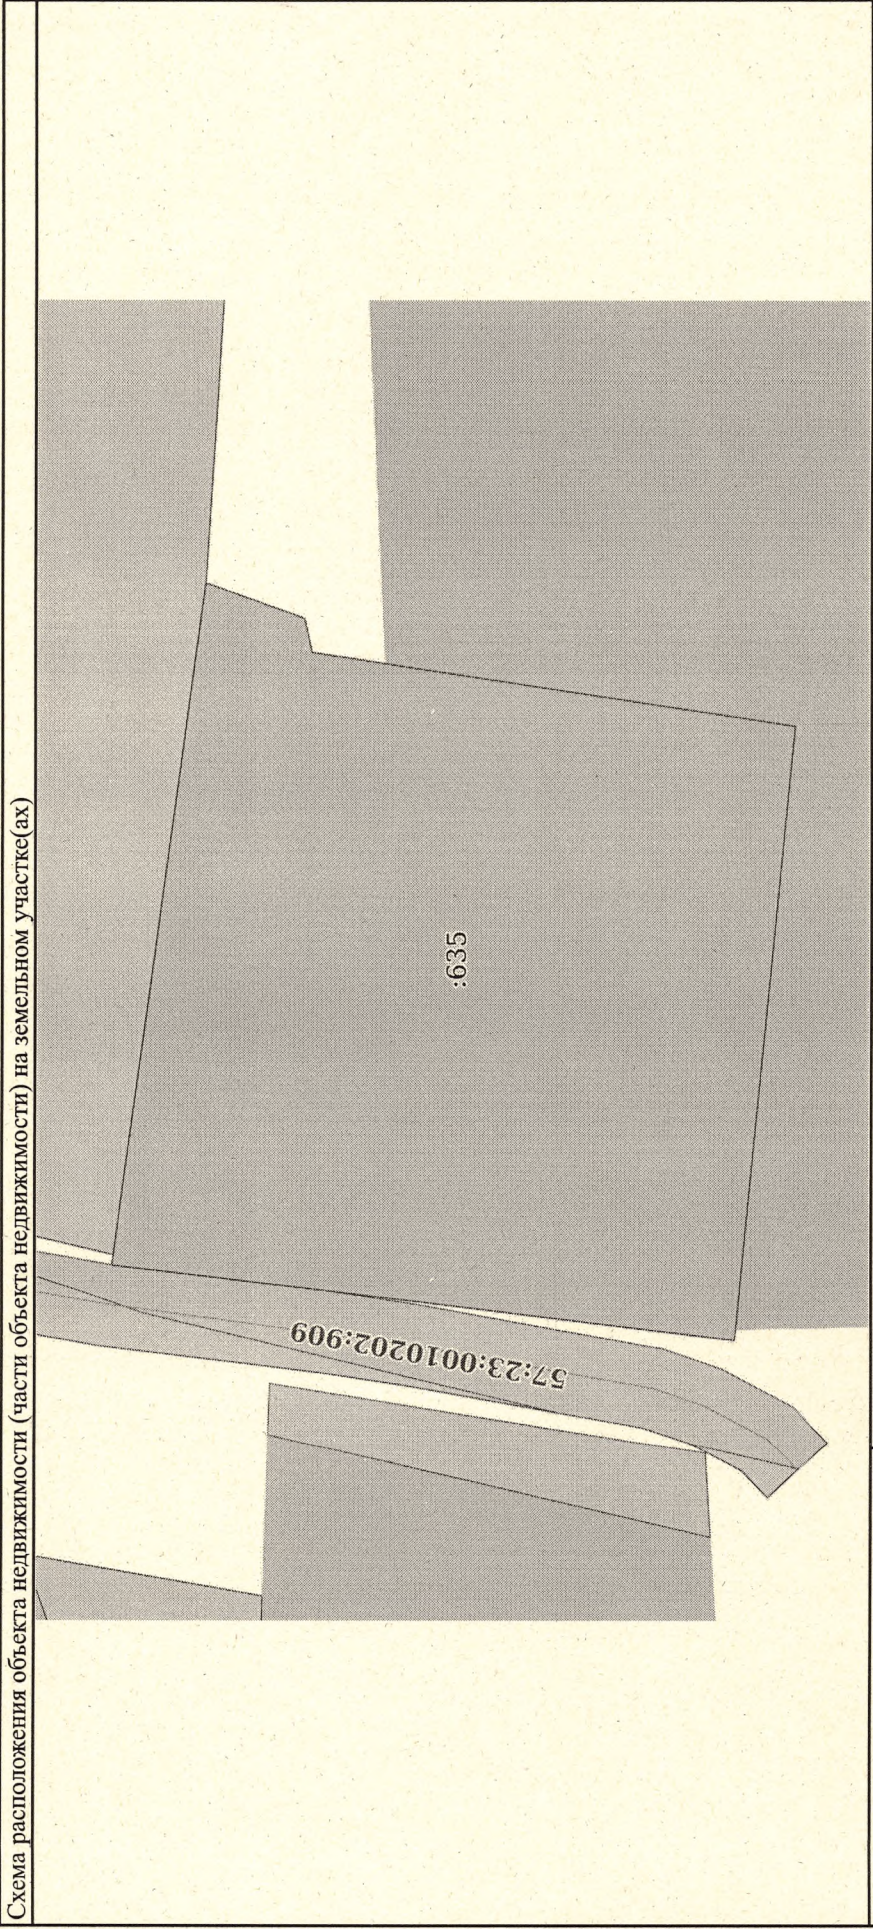 Схема расположения объекта недвижимости (части объекта недвижимости) на земельном участке(ах)
:635
57:23:0010202:909